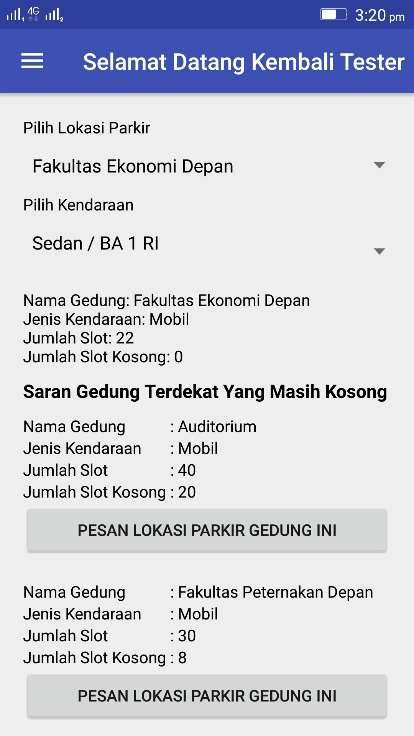 4G
3:20 pm
Selamat Datang Kembali Tester
Pilih Lokasi Parkir
Fakultas Ekonomi Depan
Pilih Kendaraan
Sedan / BA 1 RI
Nama Gedung: Fakultas Ekonomi Depan
Jenis Kendaraan: Mobil
Jumlah Slot: 22
Jumlah Slot Kosong: 0
Saran Gedung Terdekat Yang Masih Kosong
Nama Gedung : Auditorium
Jenis Kendaraan : Mobil
Jumlah Slot : 40
Jumlah Slot Kosong : 20
PESAN LOKASI PARKIR GEDUNG INI
Nama Gedung : Fakultas Peternakan Depan
Jenis Kendaraan : Mobil
Jumlah Slot : 30
Jumlah Slot Kosong : 8
PESAN LOKASI PARKIR GEDUNG INI